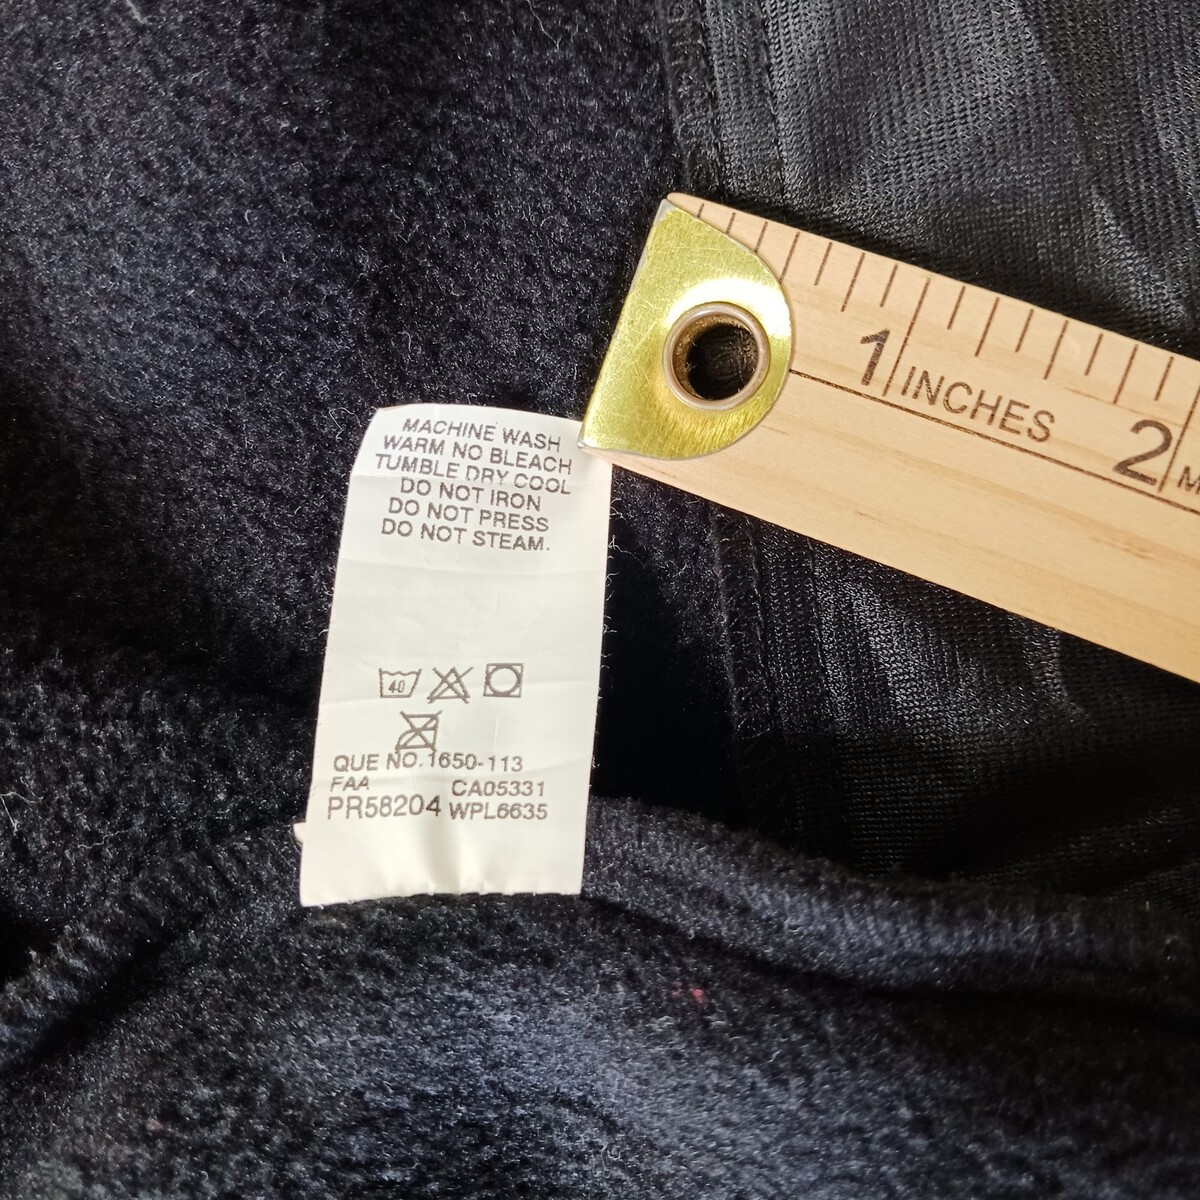 MACHINE WASH
WARM NO BLEACH
TUMBLE DRY COOL
DO NOT IRON
DO NOT PRESS
DO NOT STEAM.
40
QUE NO. 1650-113
FAA CA05331
PR58204 WPL6635
1 INCHES
2 M